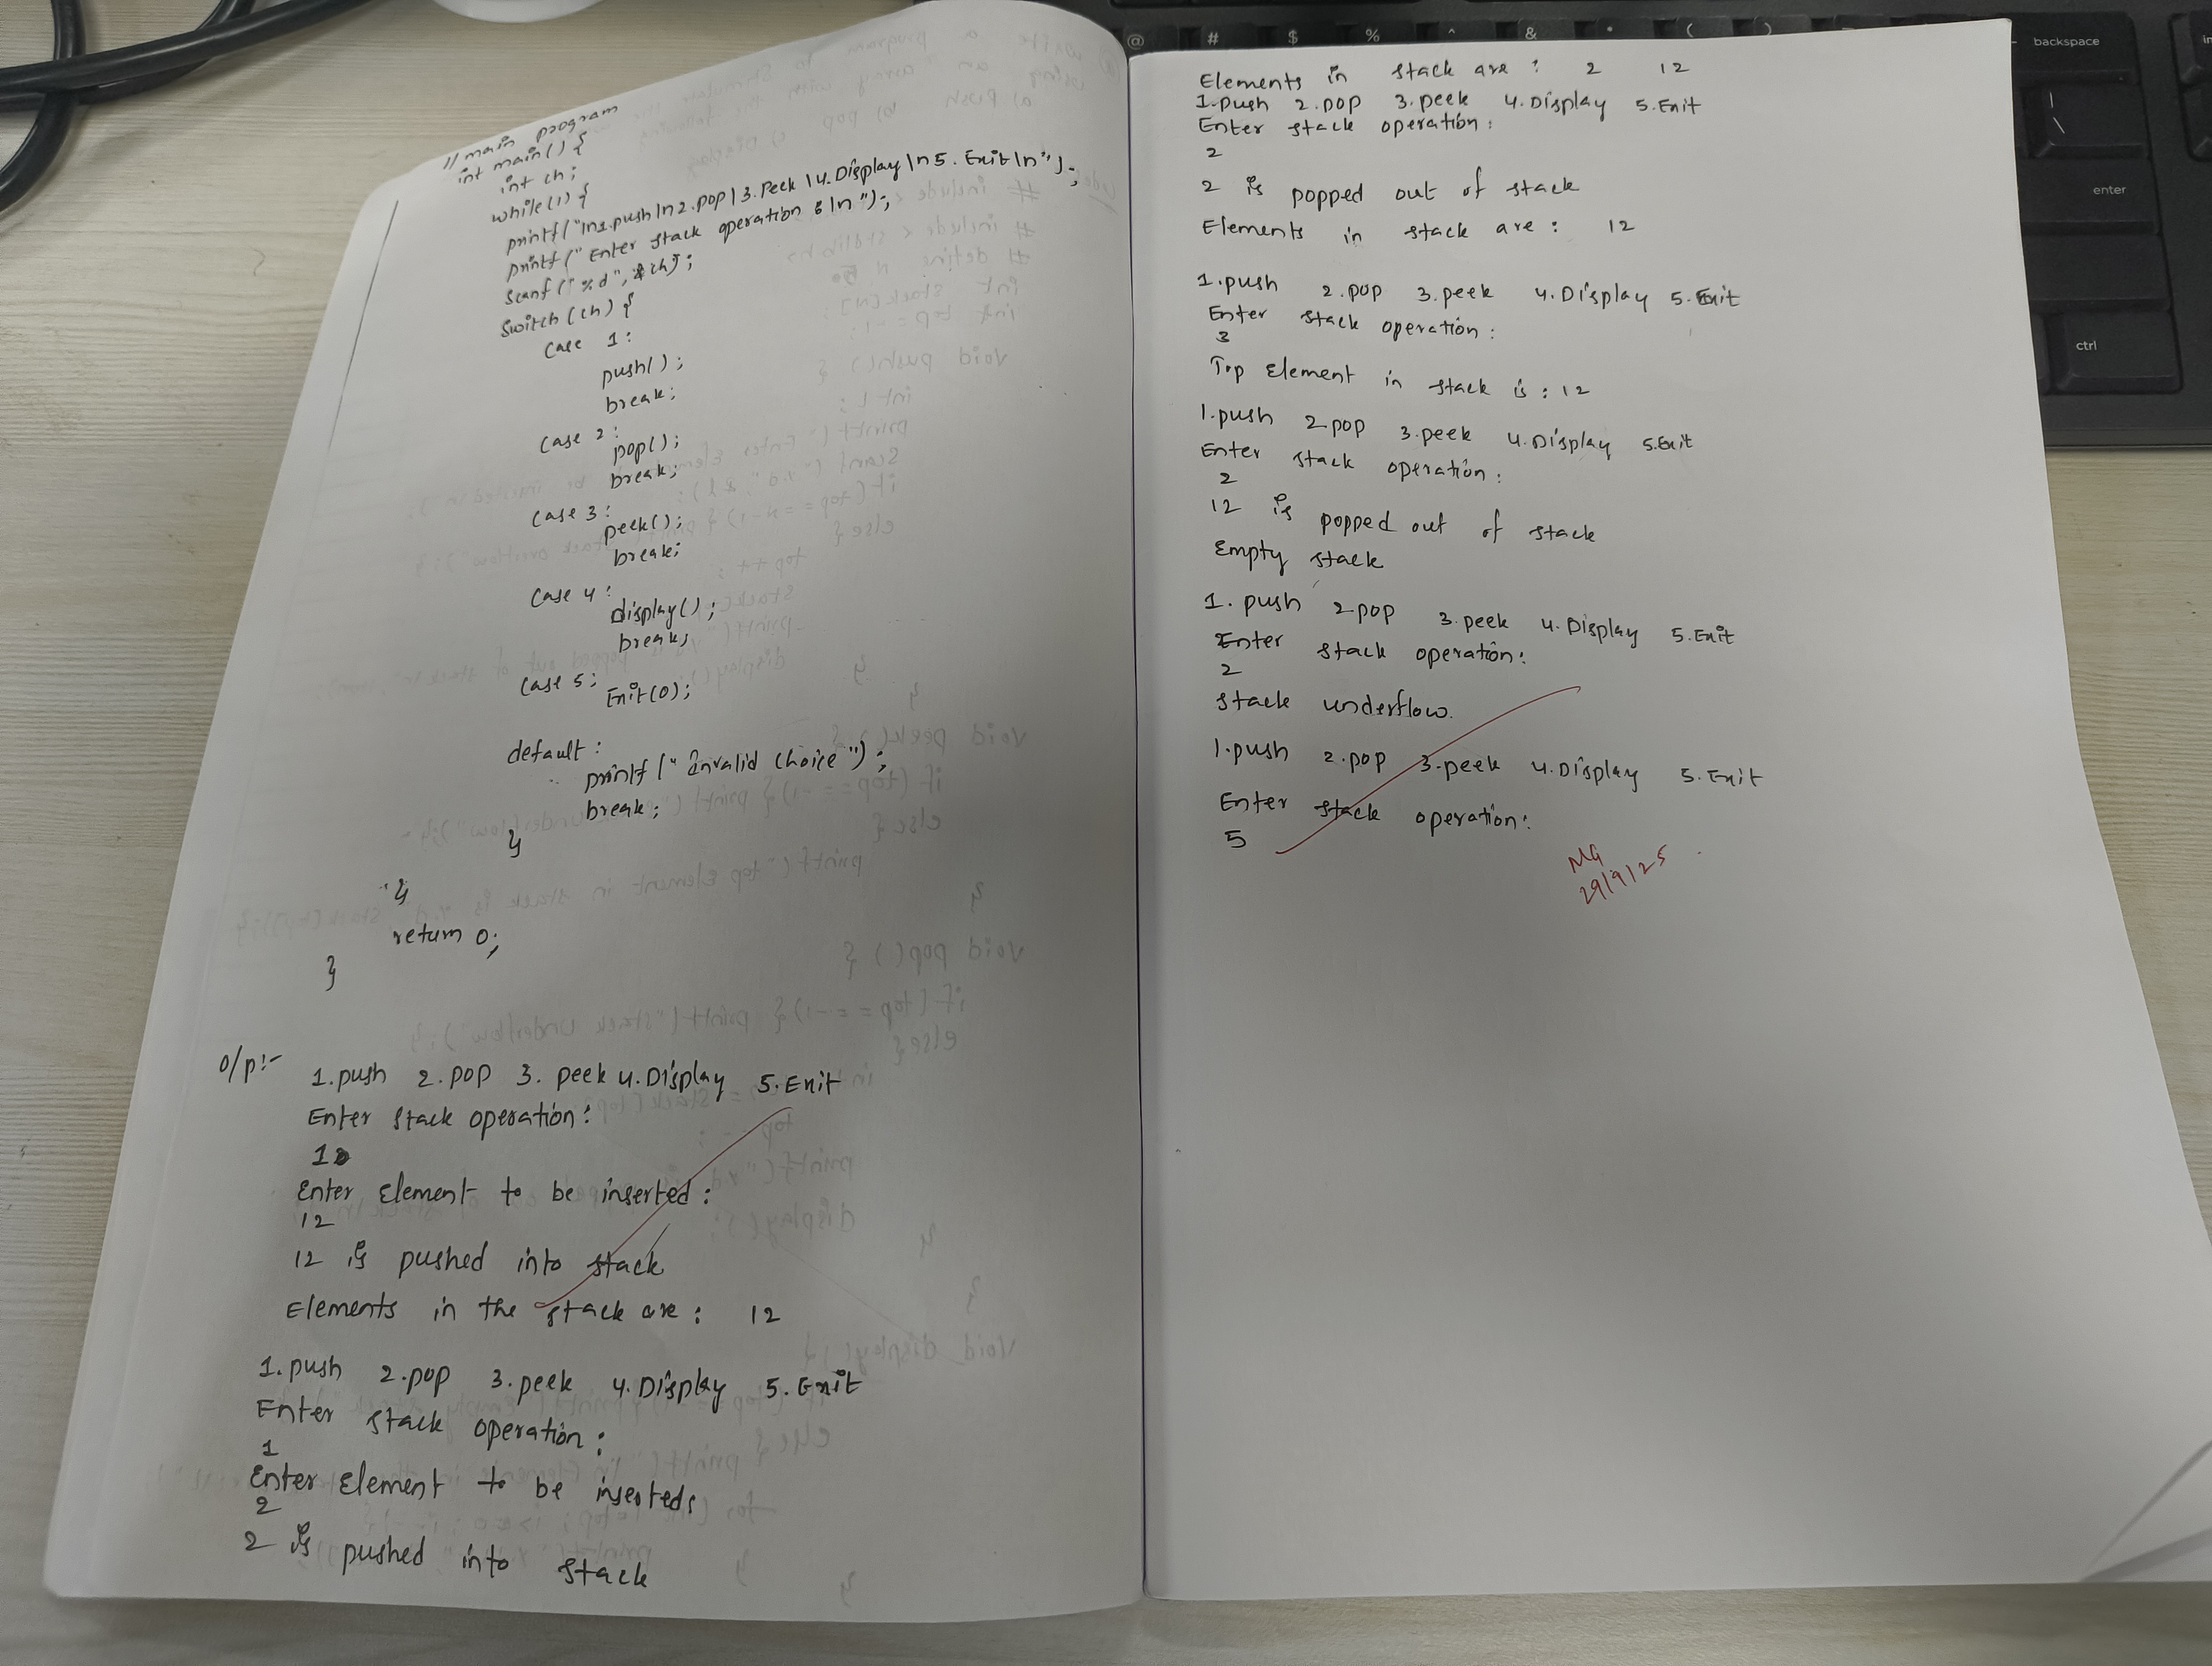 // main program
int main() {
int ch;
while(1) {
printf("\n1.push\n2.pop\3.Peek\4.Display\n5.Exit\n");
printf("Enter stack operation:\n");
scanf("%d",&ch);
switch(ch) {
case 1:
push();
break;
case 2:
pop();
break;
case 3:
peek();
break;
case 4:
display();
break;
case 5:
Exit(0);
default:
printf("invalid choice");
break;
}
}
return 0;
}
O/p:-
1.push 2.pop 3. peek 4.Display 5.Exit
Enter stack operation:
1
Enter Element to be inserted:
12
12 is pushed into stack
Elements in the stack are: 12
1.push 2.pop 3.peek 4.Display 5.Exit
Enter stack operation:
1
Enter Element to be inserted:
2
2 is pushed into stack
Elements in stack are: 2 12
1.push 2.pop 3.peek 4.Display 5.Exit
Enter stack operation:
2
2 is popped out of stack
Elements in stack are: 12
1.push 2.pop 3.peek 4.Display 5.Exit
Enter stack operation:
3
Top Element in stack is: 12
1.push 2.pop 3.peek 4.Display 5.Exit
Enter stack operation:
2
12 is popped out of stack
Empty stack
1. push 2.pop 3.peek 4.Display 5.Exit
Enter stack operation:
2
stack underflow.
1.push 2.pop 3.peek 4.Display 5.Exit
Enter stack operation:
5
29/9/25
@ # $ % ^ & * ( )
backspace
| \
enter
ctrl